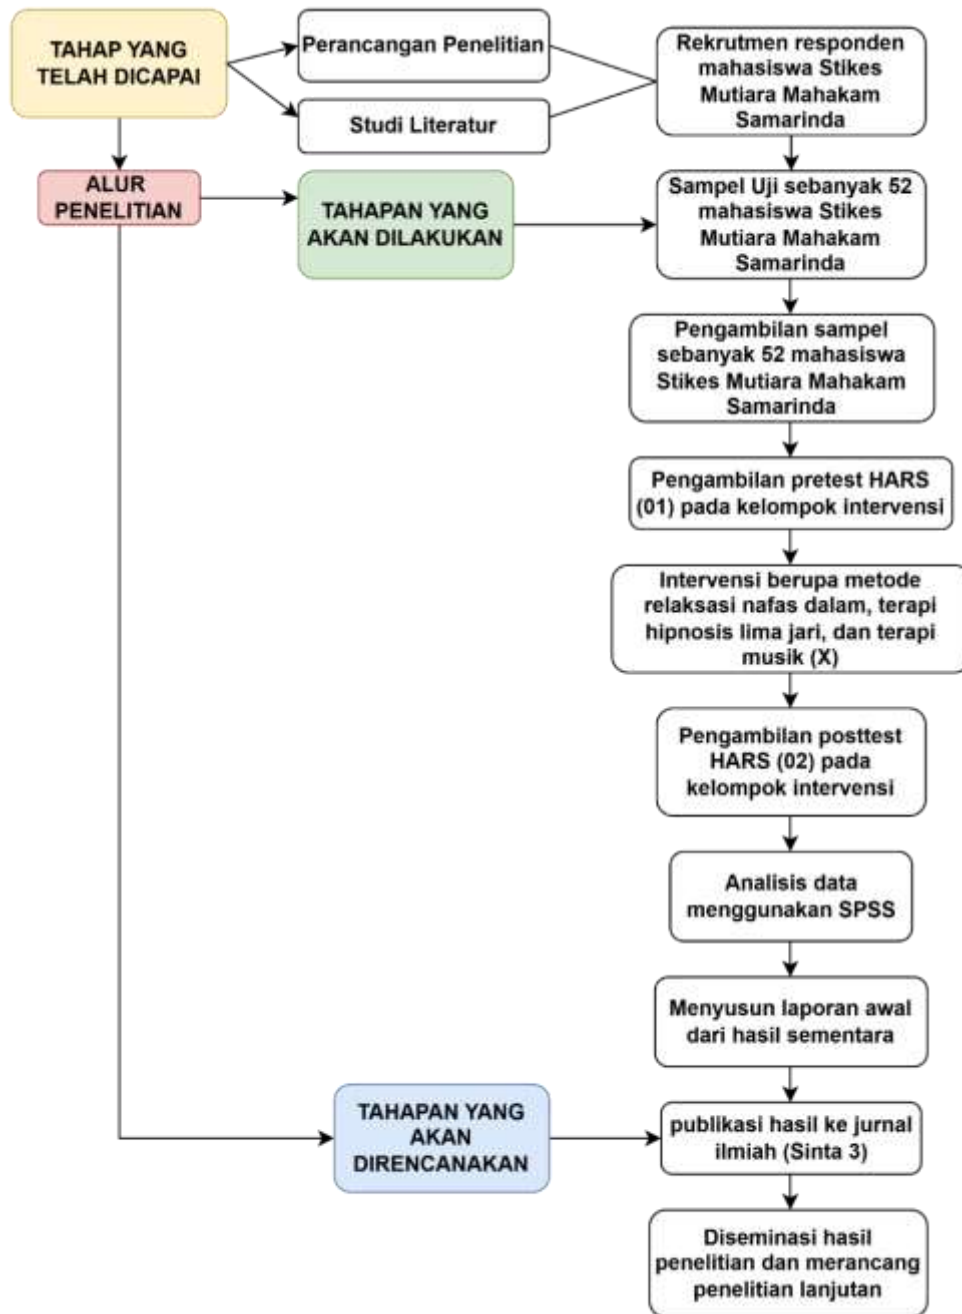 TAHAP YANG
TELAH DICAPAI
Perancangan Penelitian
Studi Literatur
Rekrutmen responden
mahasiswa Stikes
Mutiara Mahakam
Samarinda
ALUR
PENELITIAN
TAHAPAN YANG
AKAN DILAKUKAN
Sampel Uji sebanyak 52
mahasiswa Stikes
Mutiara Mahakam
Samarinda
Pengambilan sampel
sebanyak 52 mahasiswa
Stikes Mutiara Mahakam
Samarinda
Pengambilan pretest HARS
(01) pada kelompok intervensi
Intervensi berupa metode
relaksasi nafas dalam, terapi
hipnosis lima jari, dan terapi
musik (X)
Pengambilan posttest
HARS (02) pada
kelompok intervensi
Analisis data
menggunakan SPSS
Menyusun laporan awal
dari hasil sementara
TAHAPAN YANG
AKAN
DIRENCANAKAN
publikasi hasil ke jurnal
ilmiah (Sinta 3)
Diseminasi hasil
penelitian dan merancang
penelitian lanjutan